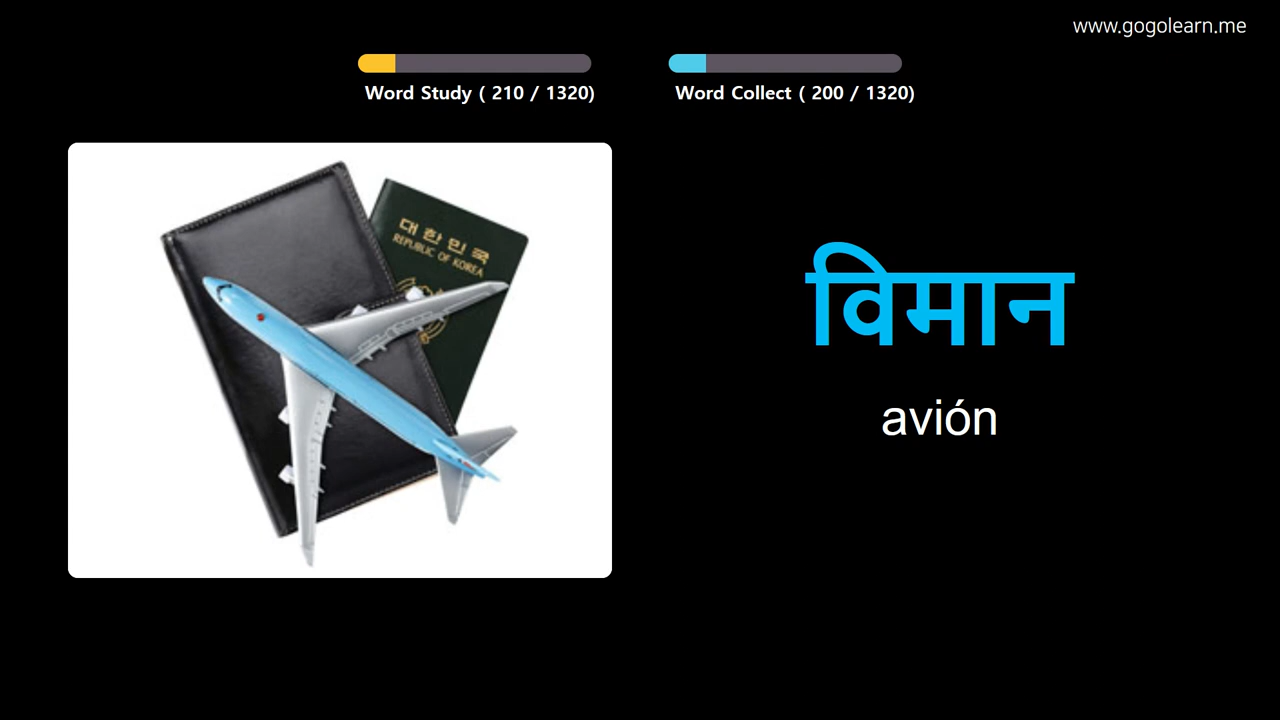 www.gogolearn.me
Word Study ( 210 / 1320)
Word Collect ( 200 / 1320)
대한민국
REPUBLIC OF KOREA
विमान
avión